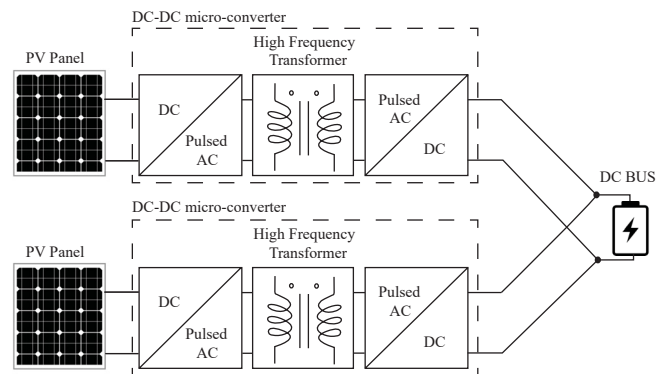 DC-DC micro-converter
PV Panel
High Frequency
Transformer
DC
Pulsed
AC
Pulsed
AC
DC
DC BUS
DC-DC micro-converter
PV Panel
High Frequency
Transformer
DC
Pulsed
AC
Pulsed
AC
DC